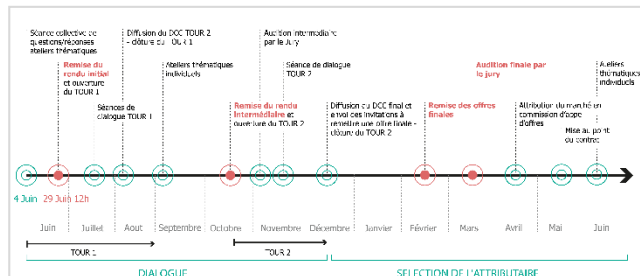 Séance collective de
questions/réponses
ateliers thématiques
Remise du
rendu initial
et ouverture
du TOUR 1
Séances de
dialogue TOUR 1
Diffusion du DCC TOUR 2
- clôture du TOUR 1
Ateliers thématiques
individuels
Remise du rendu
intermédiaire et
ouverture du TOUR 2
Audition intermédiaire
par le Jury
Séance de dialogue
TOUR 2
Diffusion du DCC final et
envoi des invitations à
remettre une offre finale -
clôture du TOUR 2
Remise des offres
finales
Audition finale par
le jury
Attribution du marché en
commission d'appel
d'offres
Mise au point
du contrat
Ateliers
thématiques
individuels
4 Juin
29 Juin 12h
Juin
Juillet
Aout
Septembre
Octobre
Novembre
Décembre
Janvier
Février
Mars
Avril
Mai
Juin
TOUR 1
TOUR 2
DIALOGUE
SELECTION DE L'ATTRIBUTAIRE